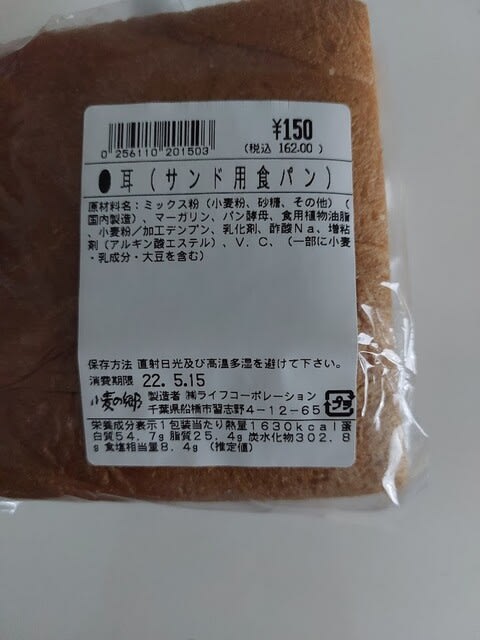 ¥150
(税込 162.00)
0 256110 201503
●耳(サンド用食パン)
原材料名:ミックス粉(小麦粉、砂糖、その他)(
国内製造)、マーガリン、パン酵母、食用植物油脂
、小麦粉/加工デンプン、乳化剤、酢酸Na、増粘
剤(アルギン酸エステル)、V.C、(一部に小麦
・乳成分・大豆を含む)
保存方法 直射日光及び高温多湿を避けて下さい。
消費期限 22.5.15
小麦の郷 製造者 ㈱ライフコーポレーション
千葉県船橋市習志野4-12-65
プラ
栄養成分表示1包装当たり熱量1630kcal蛋
白質54.7g脂質25.4g炭水化物302.8
g食塩相当量8.4g(推定値)